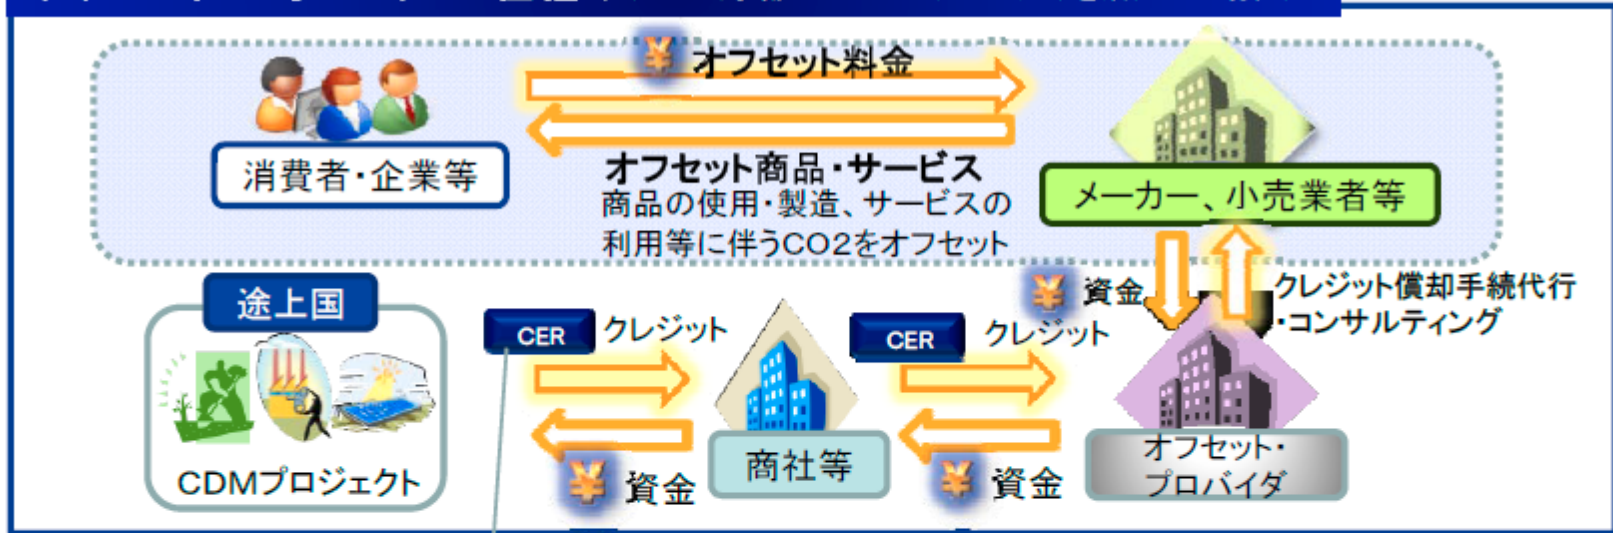 オフセット料金
消費者・企業等
オフセット商品・サービス
商品の使用・製造、サービスの
利用等に伴うCO2をオフセット
メーカー、小売業者等
途上国
CDMプロジェクト
CER
クレジット
資金
商社等
CER
クレジット
資金
資金
クレジット償却手続代行
・コンサルティング
オフセット・
プロバイダ